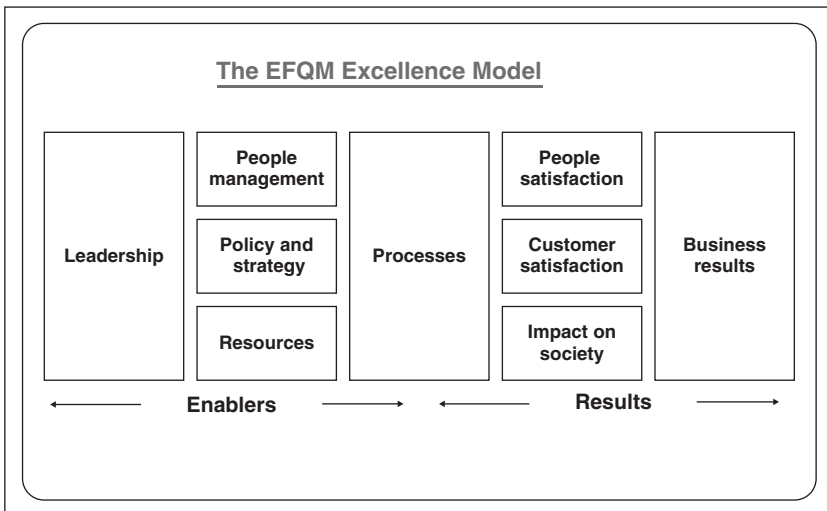 The EFQM Excellence Model
Leadership
People
management
Policy and
strategy
Resources
Processes
People
satisfaction
Customer
satisfaction
Impact on
society
Business
results
Enablers
Results